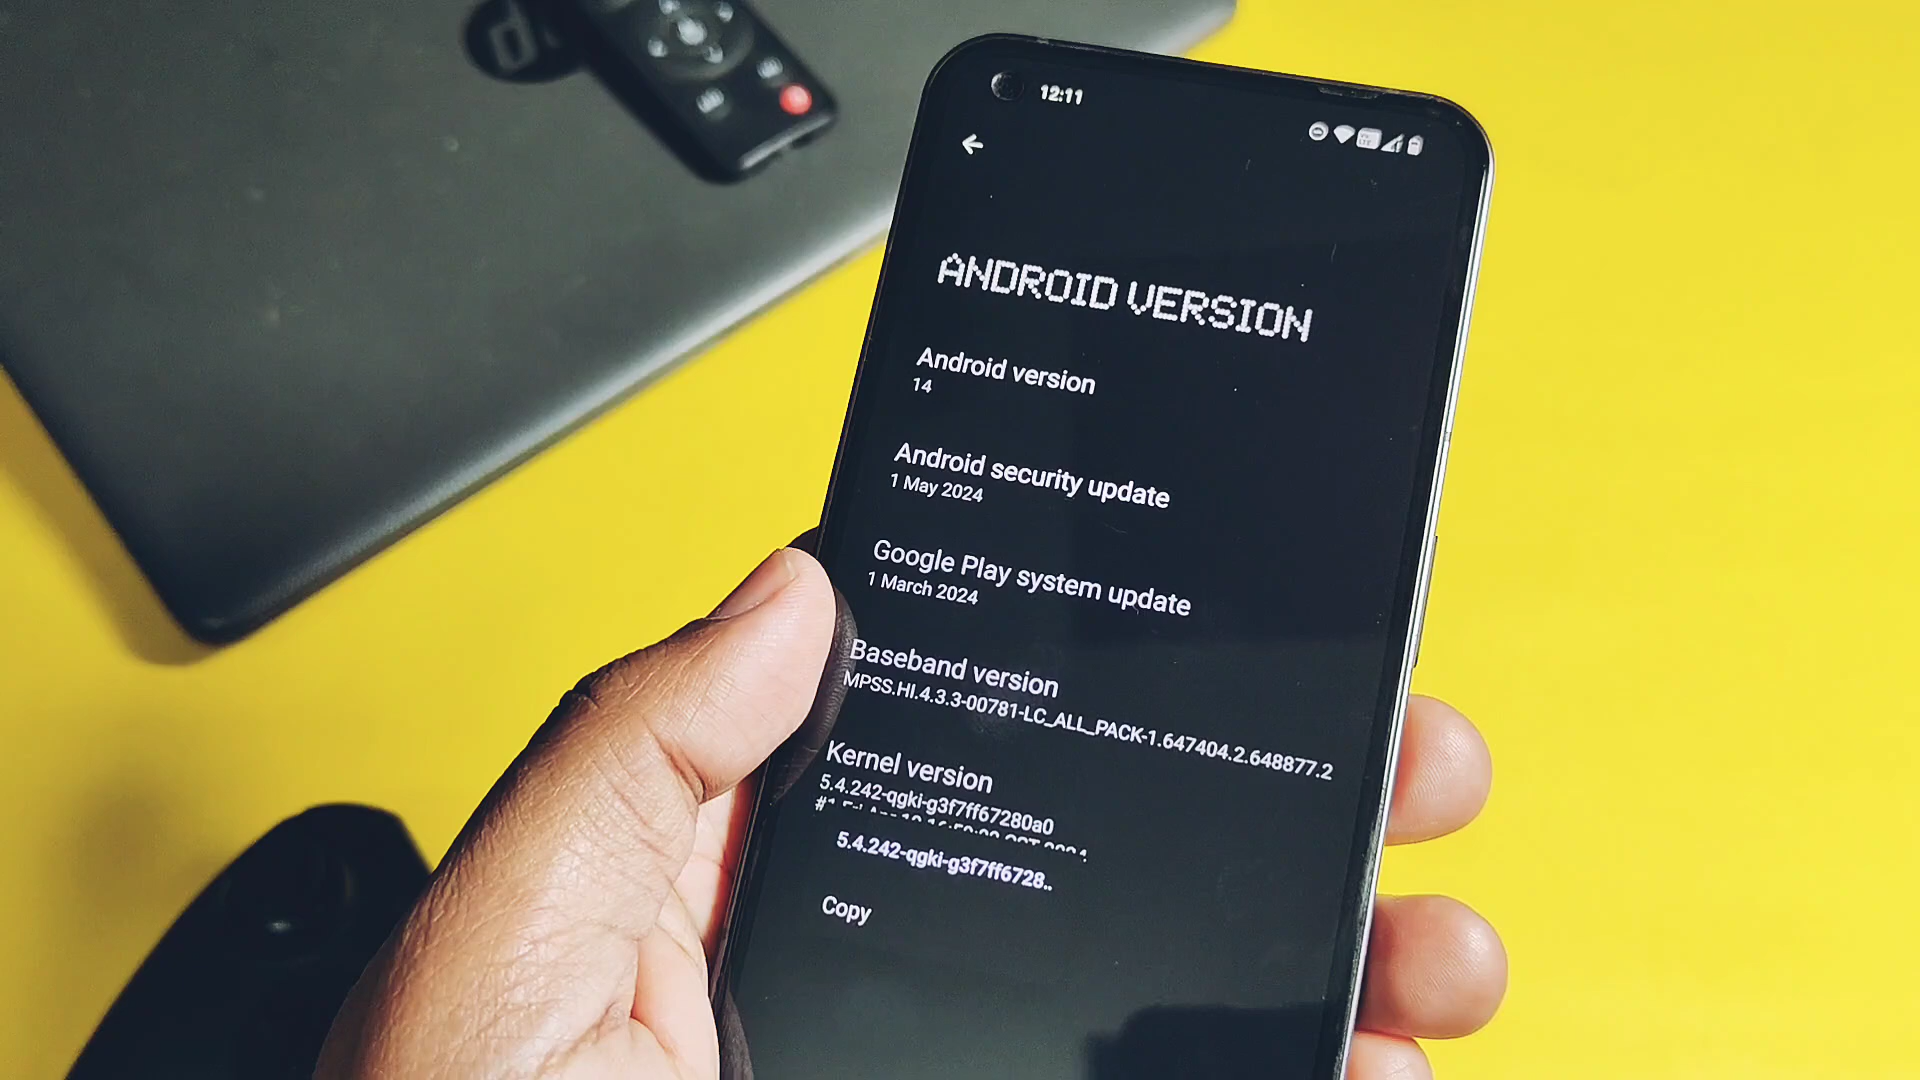 12:11
ANDROID VERSION
Android version
14
Android security update
1 May 2024
Google Play system update
1 March 2024
Baseband version
MPSS.HI.4.3.3-00781-LC_ALL_PACK-1.647404.2.648877.2
Kernel version
5.4.242-qgki-g3f7ff67280a0
5.4.242-qgki-g3f7ff6728..
Copy